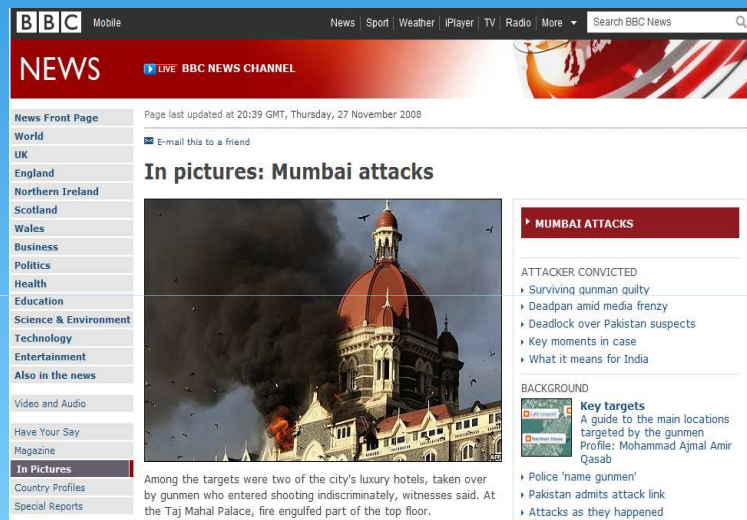 BBC Mobile News Sport Weather iPlayer TV Radio More Search BBC News
NEWS LIVE BBC NEWS CHANNEL
News Front Page
World
UK
England
Northern Ireland
Scotland
Wales
Business
Politics
Health
Education
Science & Environment
Technology
Entertainment
Also in the news
Video and Audio
Have Your Say
Magazine
In Pictures
Country Profiles
Special Reports
Page last updated at 20:39 GMT, Thursday, 27 November 2008
E-mail this to a friend
In pictures: Mumbai attacks
AFP
Among the targets were two of the city's luxury hotels, taken over
by gunmen who entered shooting indiscriminately, witnesses said. At
the Taj Mahal Palace, fire engulfed part of the top floor.
MUMBAI ATTACKS
ATTACKER CONVICTED
Surviving gunman guilty
Deadpan amid media frenzy
Deadlock over Pakistan suspects
Key moments in case
What it means for India
BACKGROUND
Key targets
A guide to the main locations
targeted by the gunmen
Profile: Mohammad Ajmal Amir
Qasab
Police 'name gunmen'
Pakistan admits attack link
Attacks as they happened